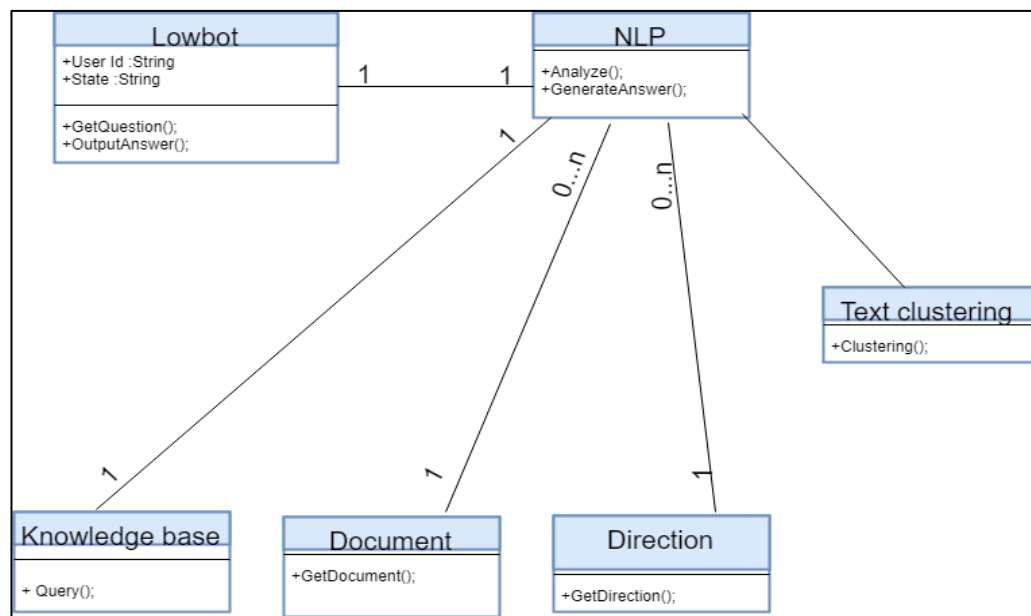 Lowbot
+User Id :String
+State :String
+GetQuestion();
+OutputAnswer();
1
1
NLP
+Analyze();
+GenerateAnswer();
1
0...n
0...n
Text clustering
+Clustering();
1
1
1
Knowledge base
+ Query();
Document
+GetDocument();
Direction
+GetDirection();